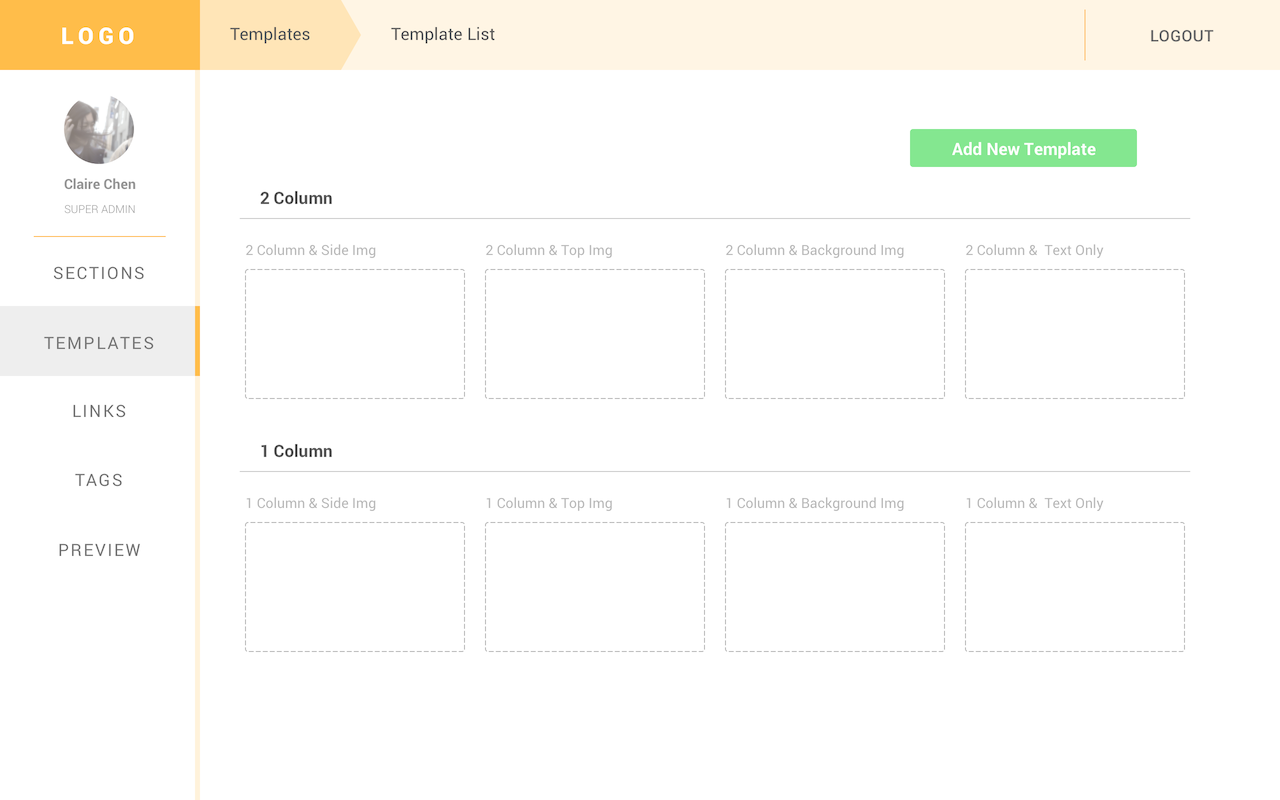 LOGO
Templates
Template List
LOGOUT
Claire Chen
SUPER ADMIN
SECTIONS
TEMPLATES
LINKS
TAGS
PREVIEW
Add New Template
2 Column
2 Column & Side Img
2 Column & Top Img
2 Column & Background Img
2 Column &  Text Only
1 Column
1 Column & Side Img
1 Column & Top Img
1 Column & Background Img
1 Column &  Text Only